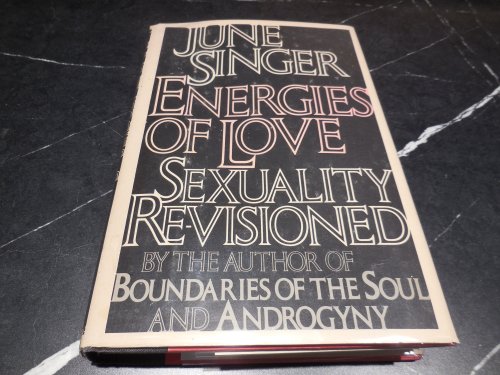 JUNE
SINGER
ENERGIES
OF LOVE
SEXUALITY
RE-VISIONED
BY THE AUTHOR OF
BOUNDARIES OF THE SOUL
AND ANDROGYNY